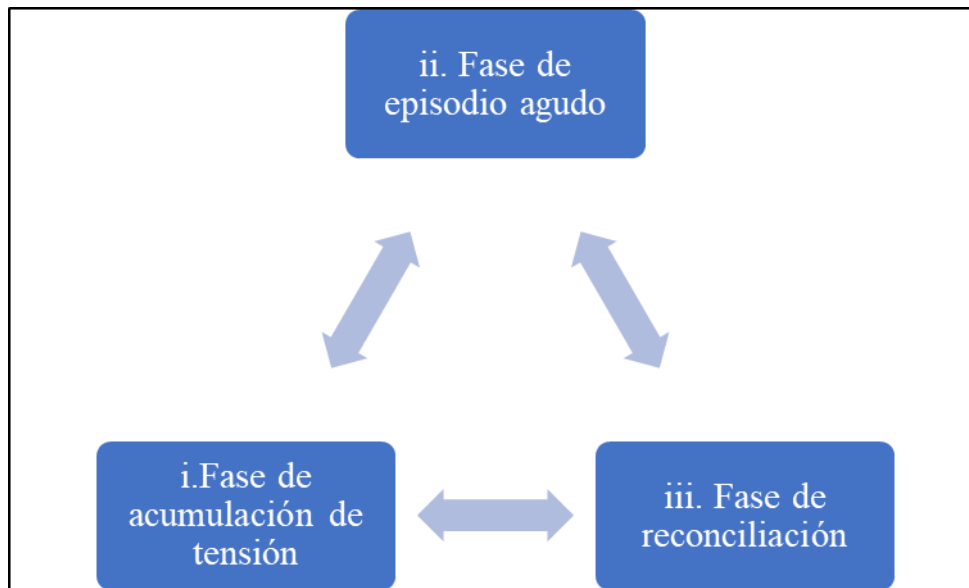 ii. Fase de
episodio agudo
i.Fase de
acumulación de
tensión
iii. Fase de
reconciliación